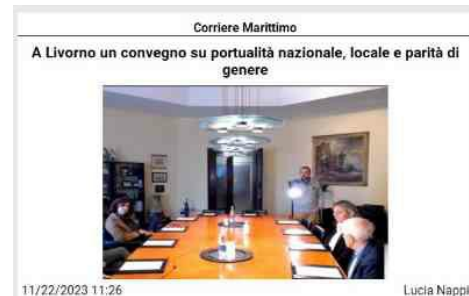 Corriere Marittimo
A Livorno un convegno su portualità nazionale, locale e parità di
genere
11/22/2023 11:26
Lucia Nappi